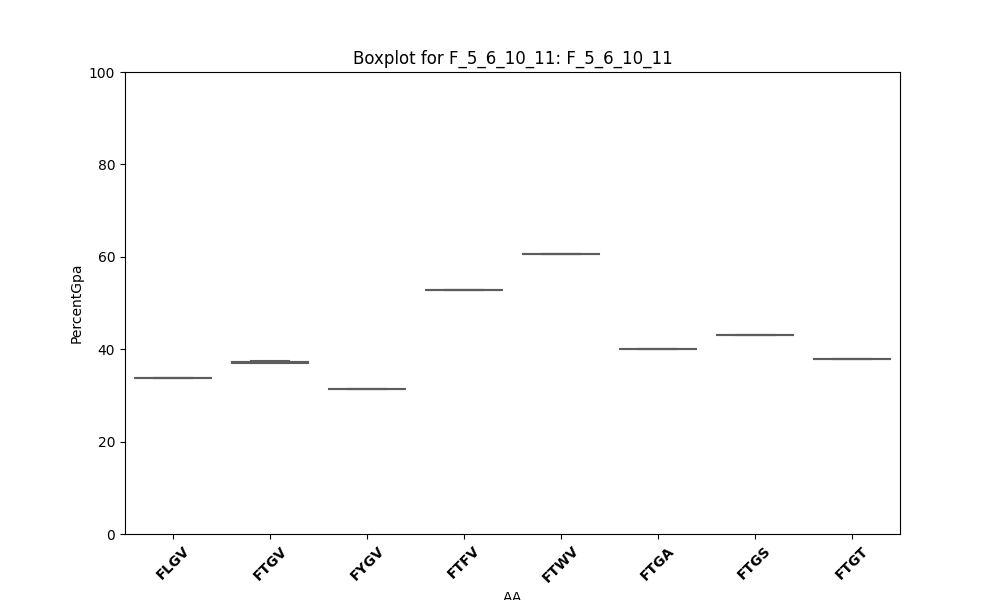 Boxplot for F_5_6_10_11: F_5_6_10_11
100
80
60
40
20
0
PercentGpa
FLGV
FTGV
FYGV
FTFV
FTWV
FTGA
FTGS
FTGT
AA